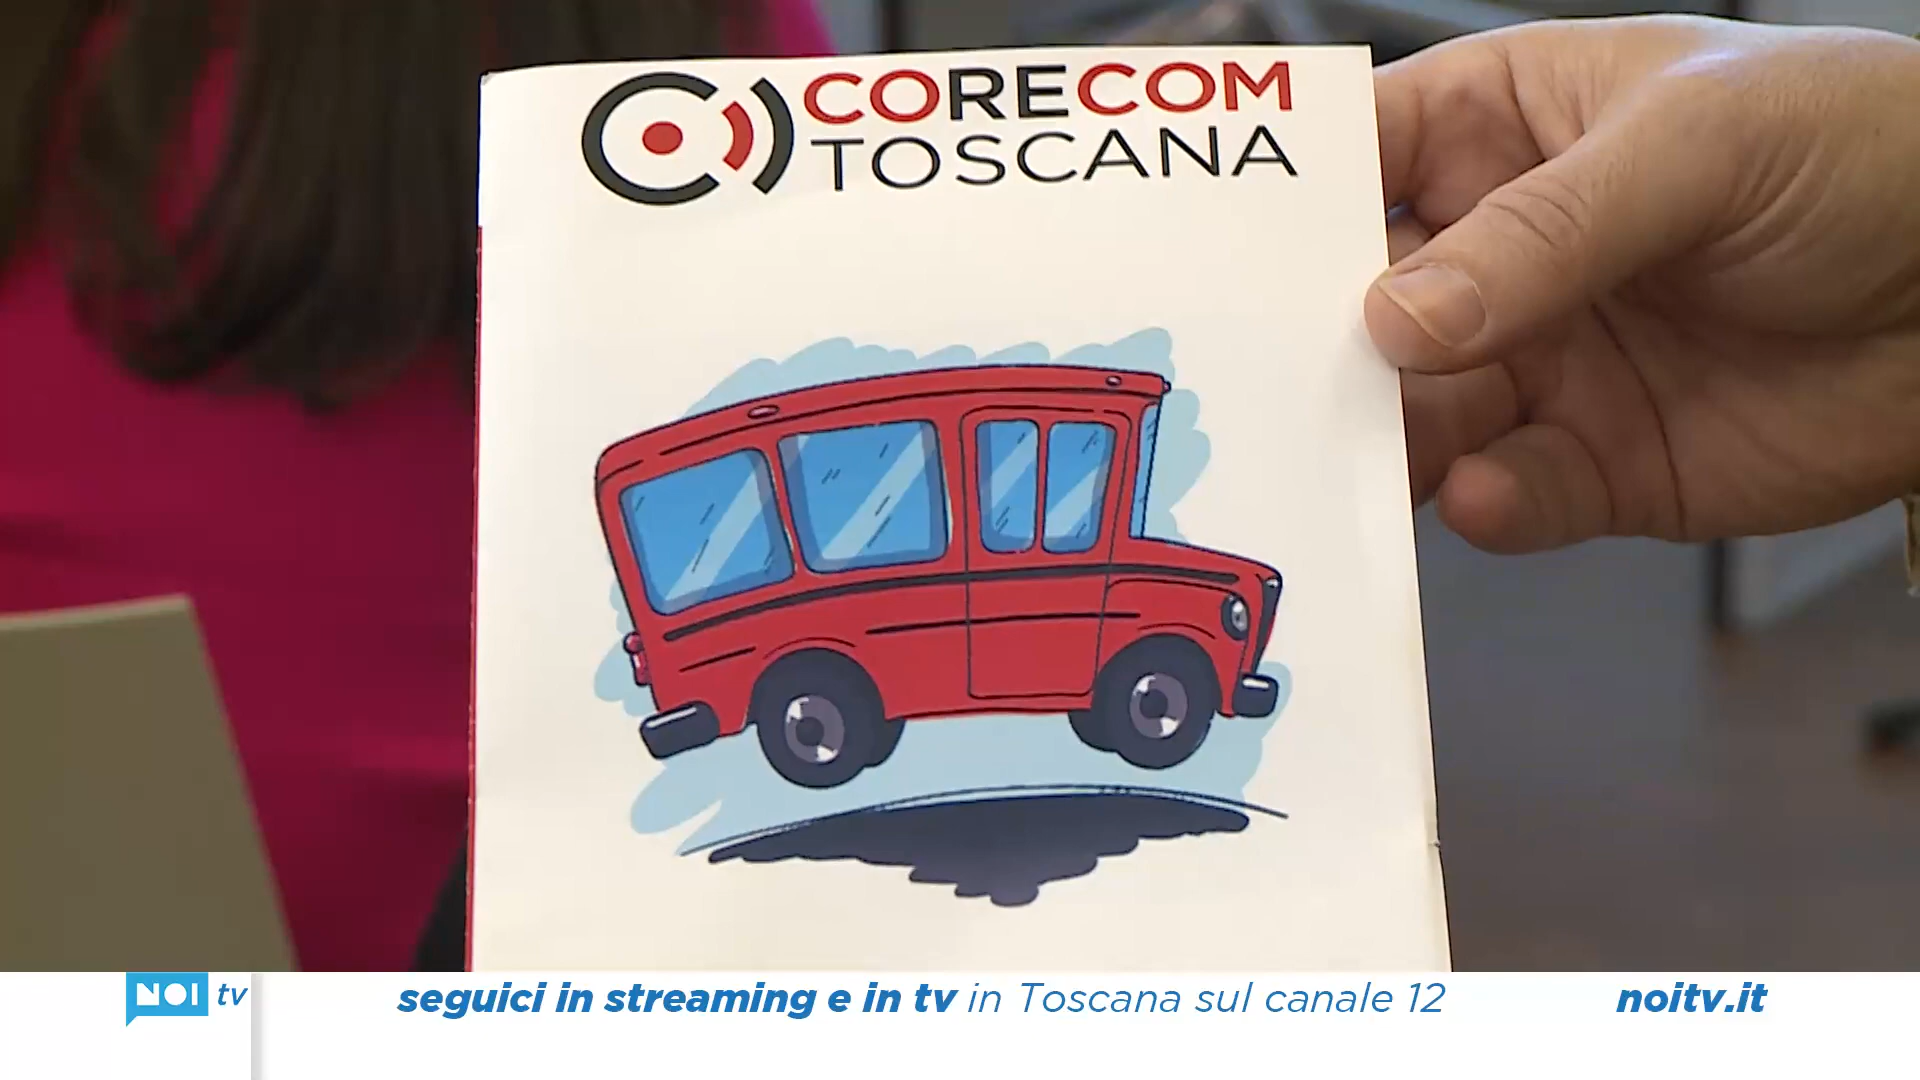 CORECOM
TOSCANA
NOI tv
seguici in streaming e in tv in Toscana sul canale 12
noitv.it